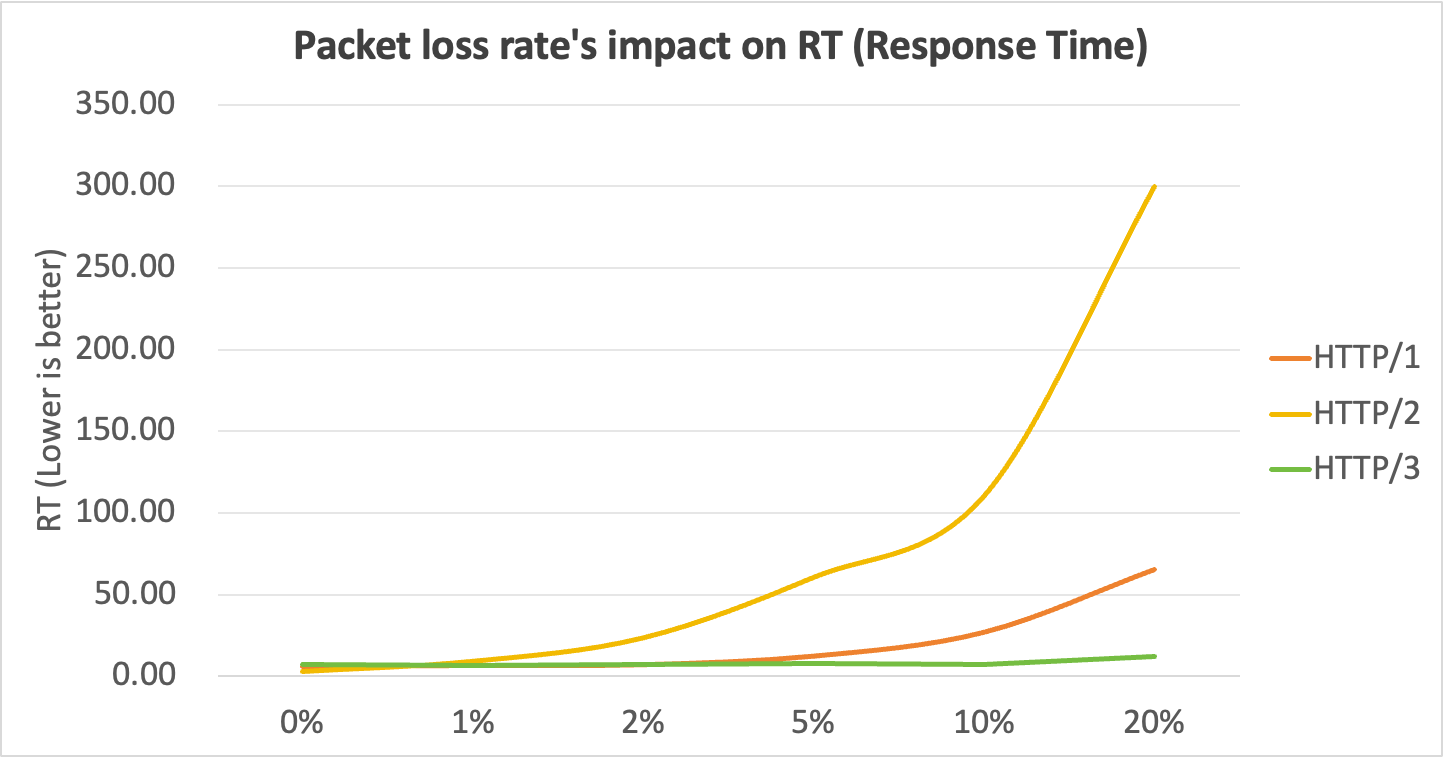 Packet loss rate's impact on RT (Response Time)
350.00
300.00
250.00
200.00
150.00
100.00
50.00
0.00
RT (Lower is better)
0% 1% 2% 5% 10% 20%
HTTP/1
HTTP/2
HTTP/3